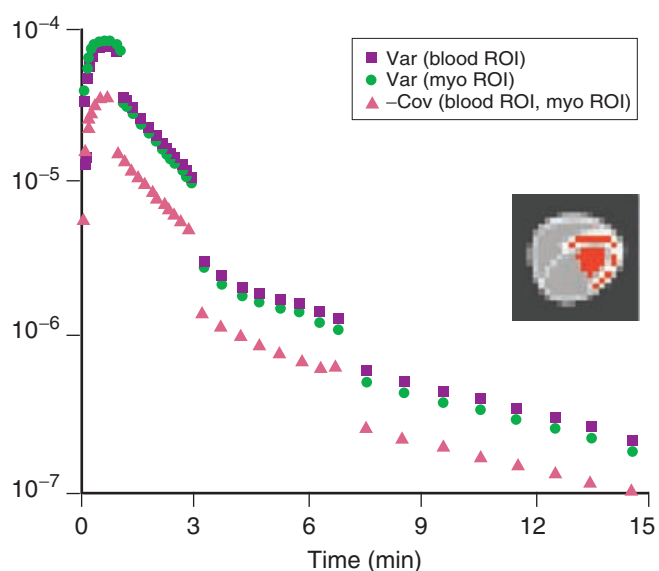 10⁻⁴
10⁻⁵
10⁻⁶
10⁻⁷
Var (blood ROI)
Var (myo ROI)
–Cov (blood ROI, myo ROI)
0 3 6 9 12 15
Time (min)